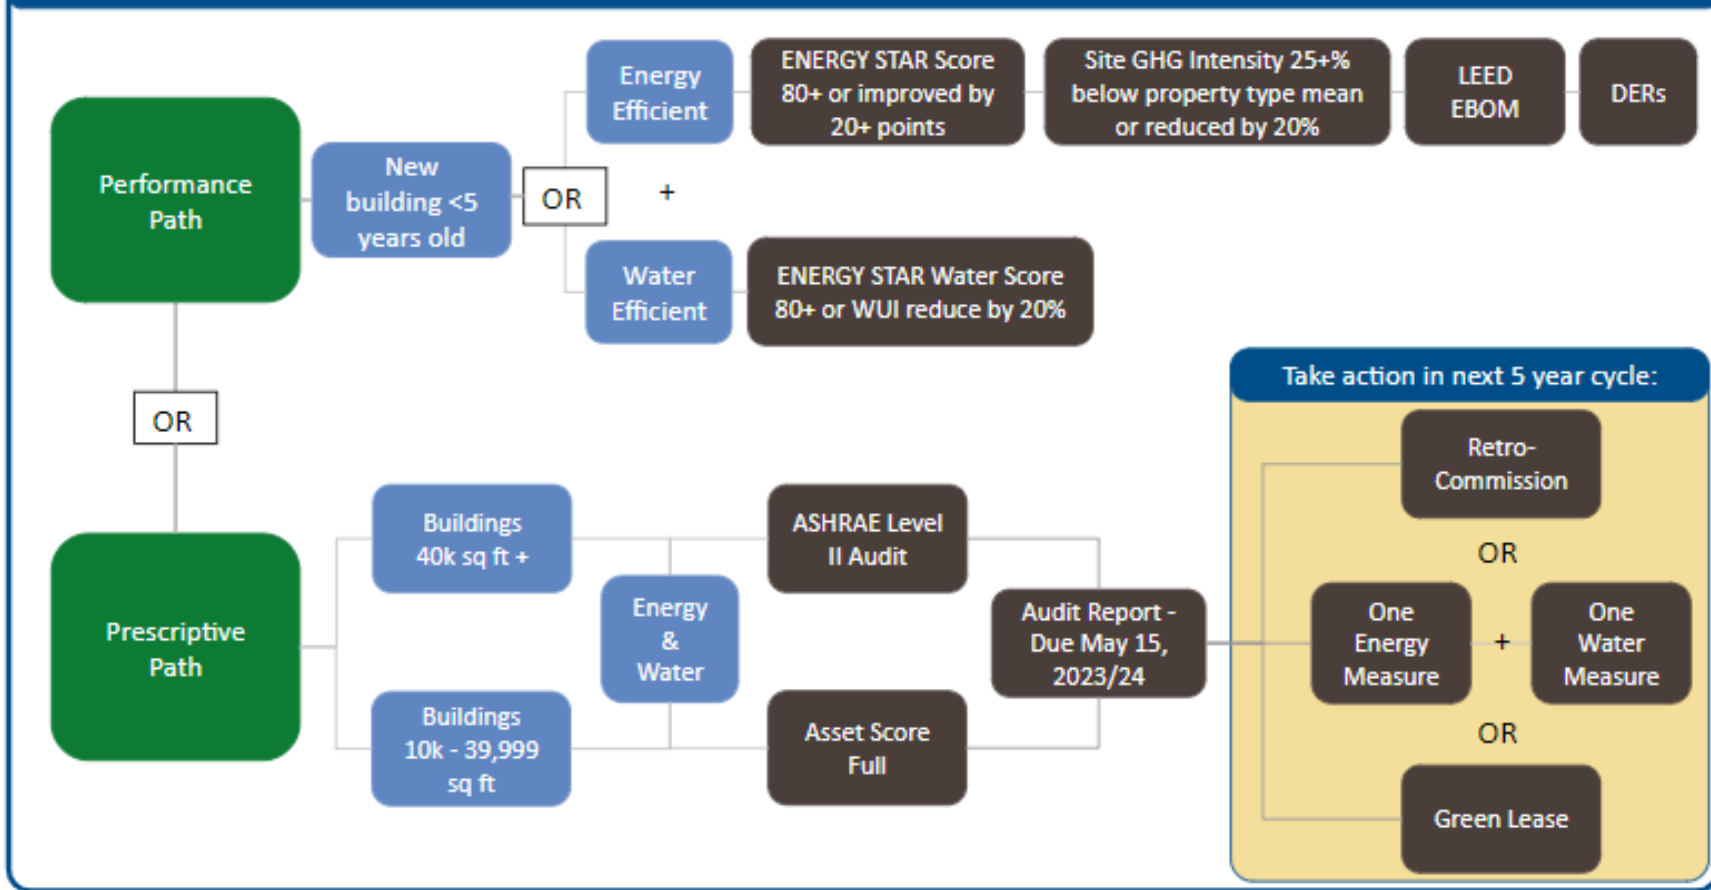 Performance
Path
New
building <5
years old
OR
Energy
Efficient
ENERGY STAR Score
80+ or improved by
20+ points
Site GHG Intensity 25+%
below property type mean
or reduced by 20%
LEED
EBOM
DERs
+
Water
Efficient
ENERGY STAR Water Score
80+ or WUI reduce by 20%
OR
Prescriptive
Path
Buildings
40k sq ft +
Buildings
10k - 39,999
sq ft
Energy
&
Water
ASHRAE Level
II Audit
Asset Score
Full
Audit Report -
Due May 15,
2023/24
Take action in next 5 year cycle:
Retro-
Commission
OR
One
Energy
Measure
+
One
Water
Measure
OR
Green Lease